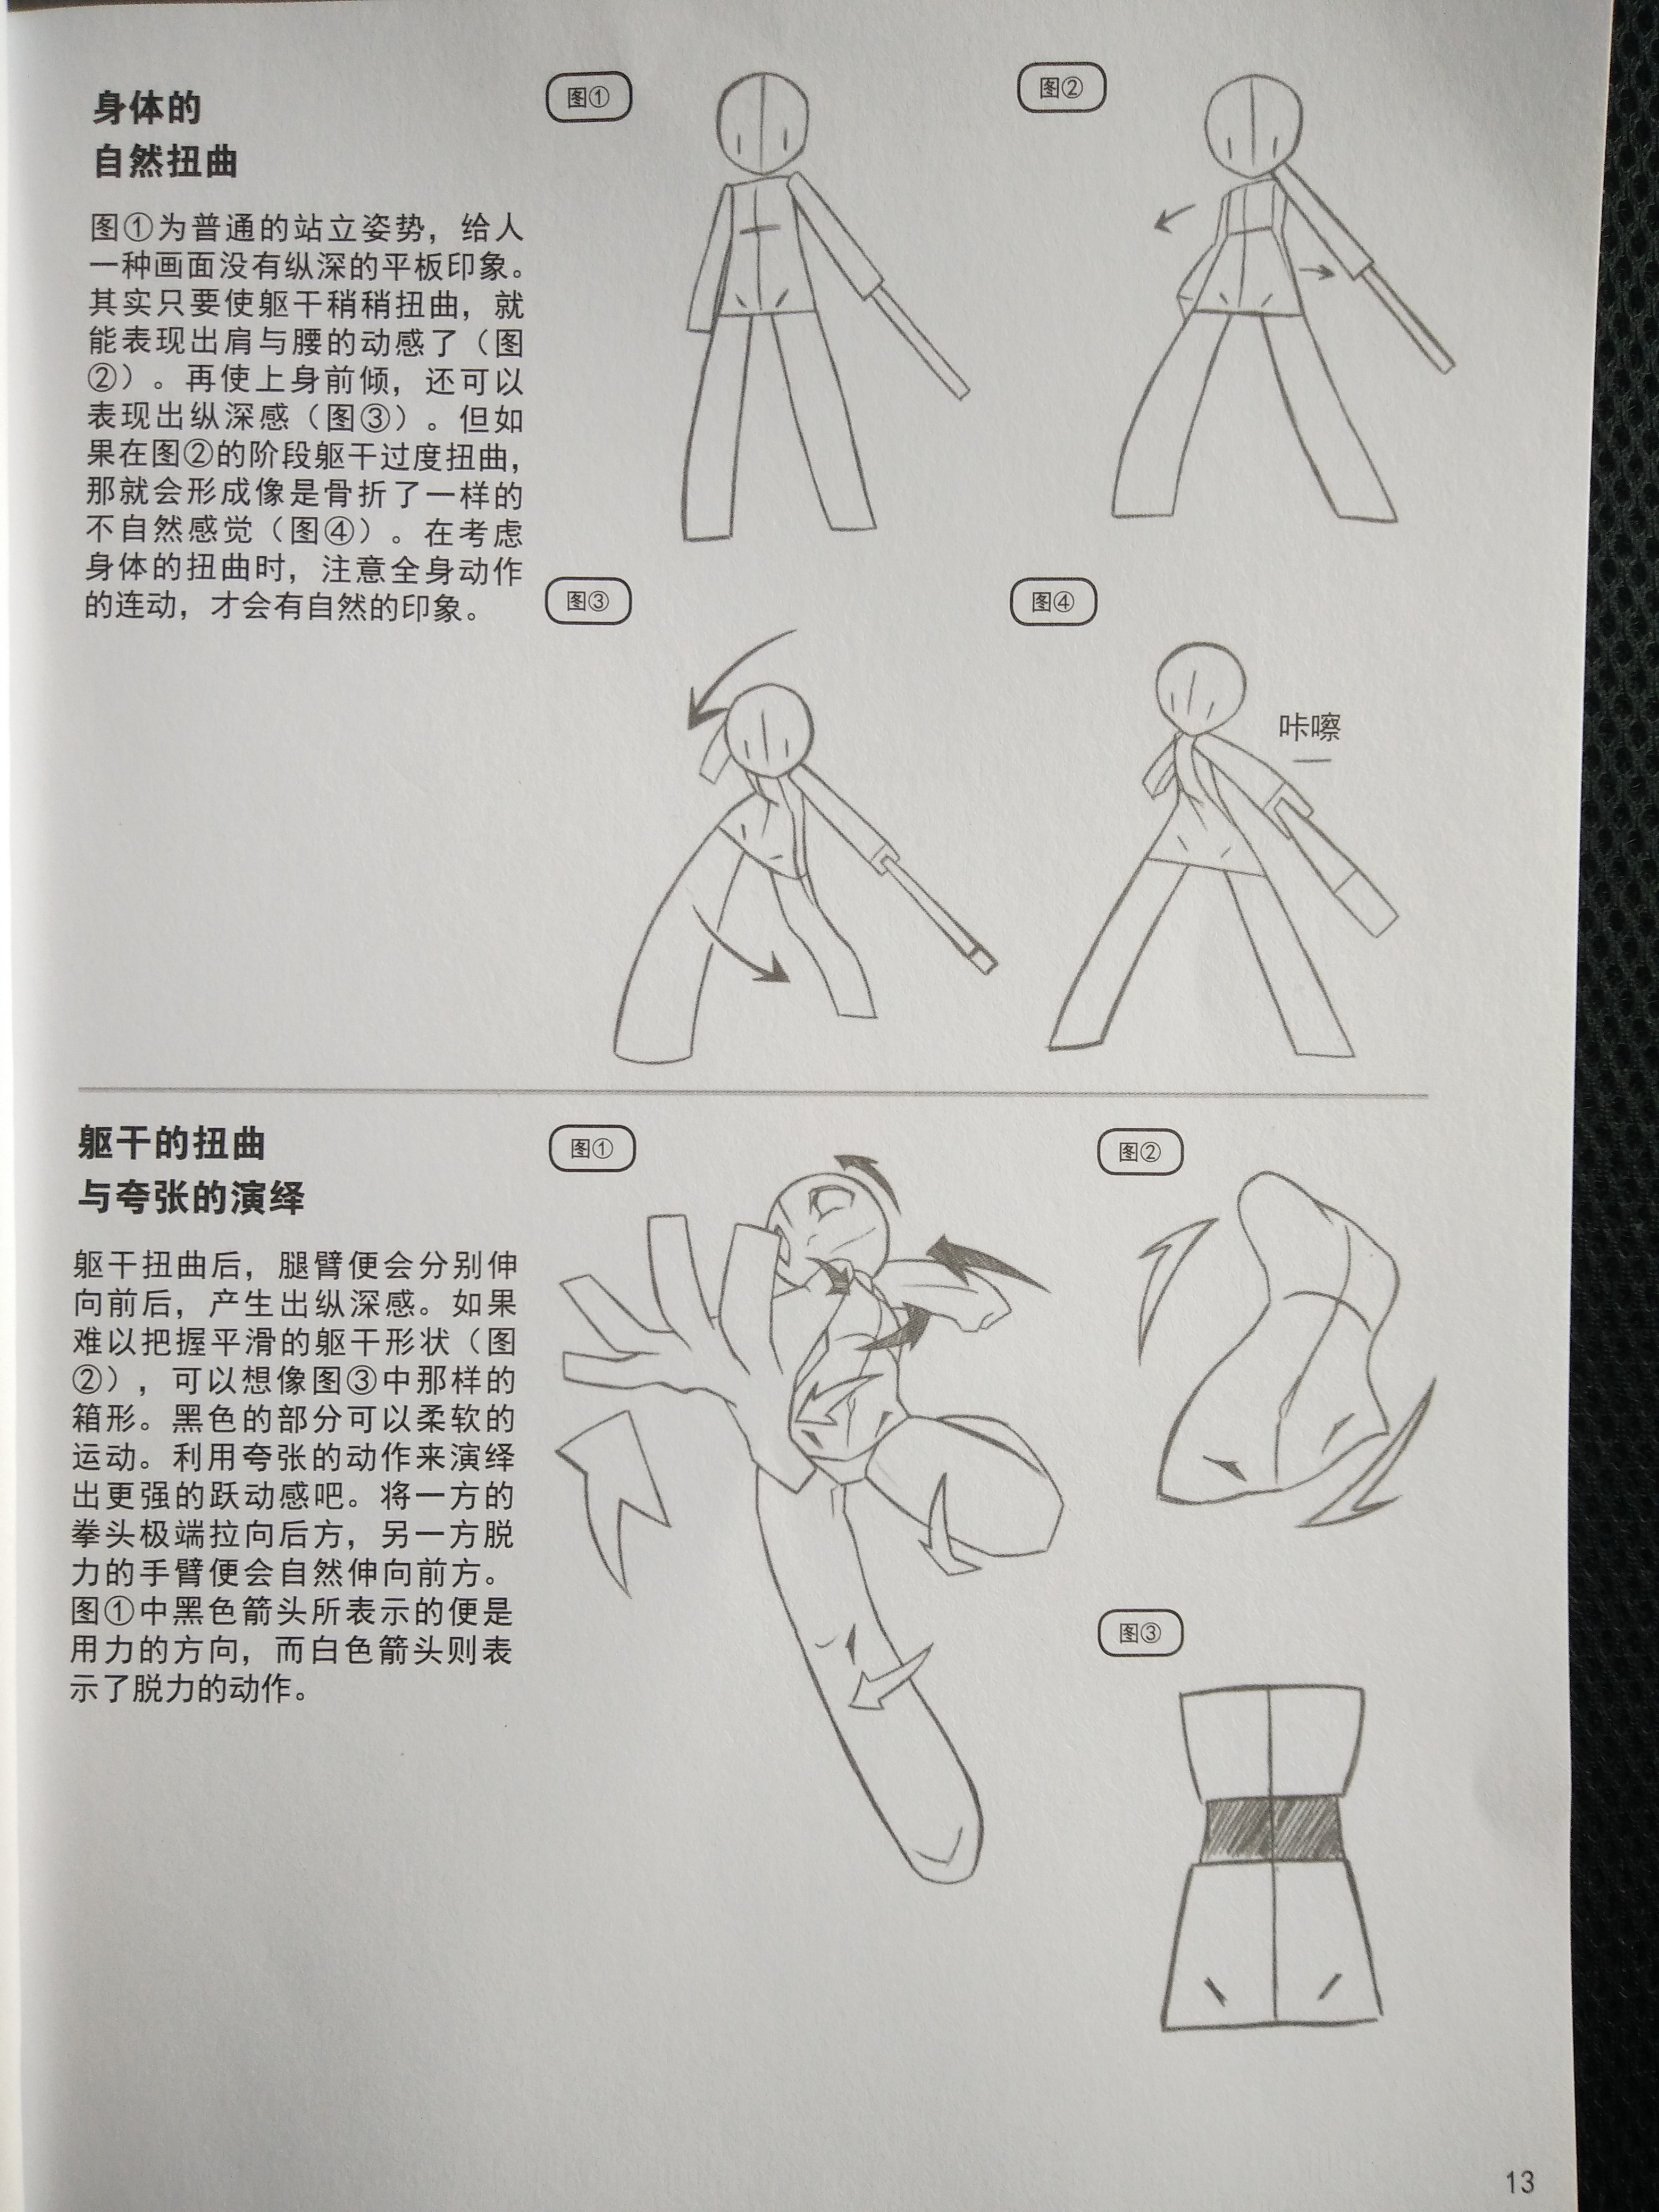 身体的
自然扭曲
图①为普通的站立姿势，给人
一种画面没有纵深的平板印象。
其实只要使躯干稍稍扭曲，就
能表现出肩与腰的动感了（图
②）。再使上身前倾，还可以
表现出纵深感（图③）。但如
果在图②的阶段躯干过度扭曲，
那就会形成像是骨折了一样的
不自然感觉（图④）。在考虑
身体的扭曲时，注意全身动作
的连动，才会有自然的印象。
图①
图②
图③
图④
咔嚓
躯干的扭曲
与夸张的演绎
躯干扭曲后，腿臂便会分别伸
向前后，产生出纵深感。如果
难以把握平滑的躯干形状（图
②），可以想像图③中那样的
箱形。黑色的部分可以柔软的
运动。利用夸张的动作来演绎
出更强的跃动感吧。将一方的
拳头极端拉向后方，另一方脱
力的手臂便会自然伸向前方。
图①中黑色箭头所表示的便是
用力的方向，而白色箭头则表
示了脱力的动作。
图①
图②
图③
13